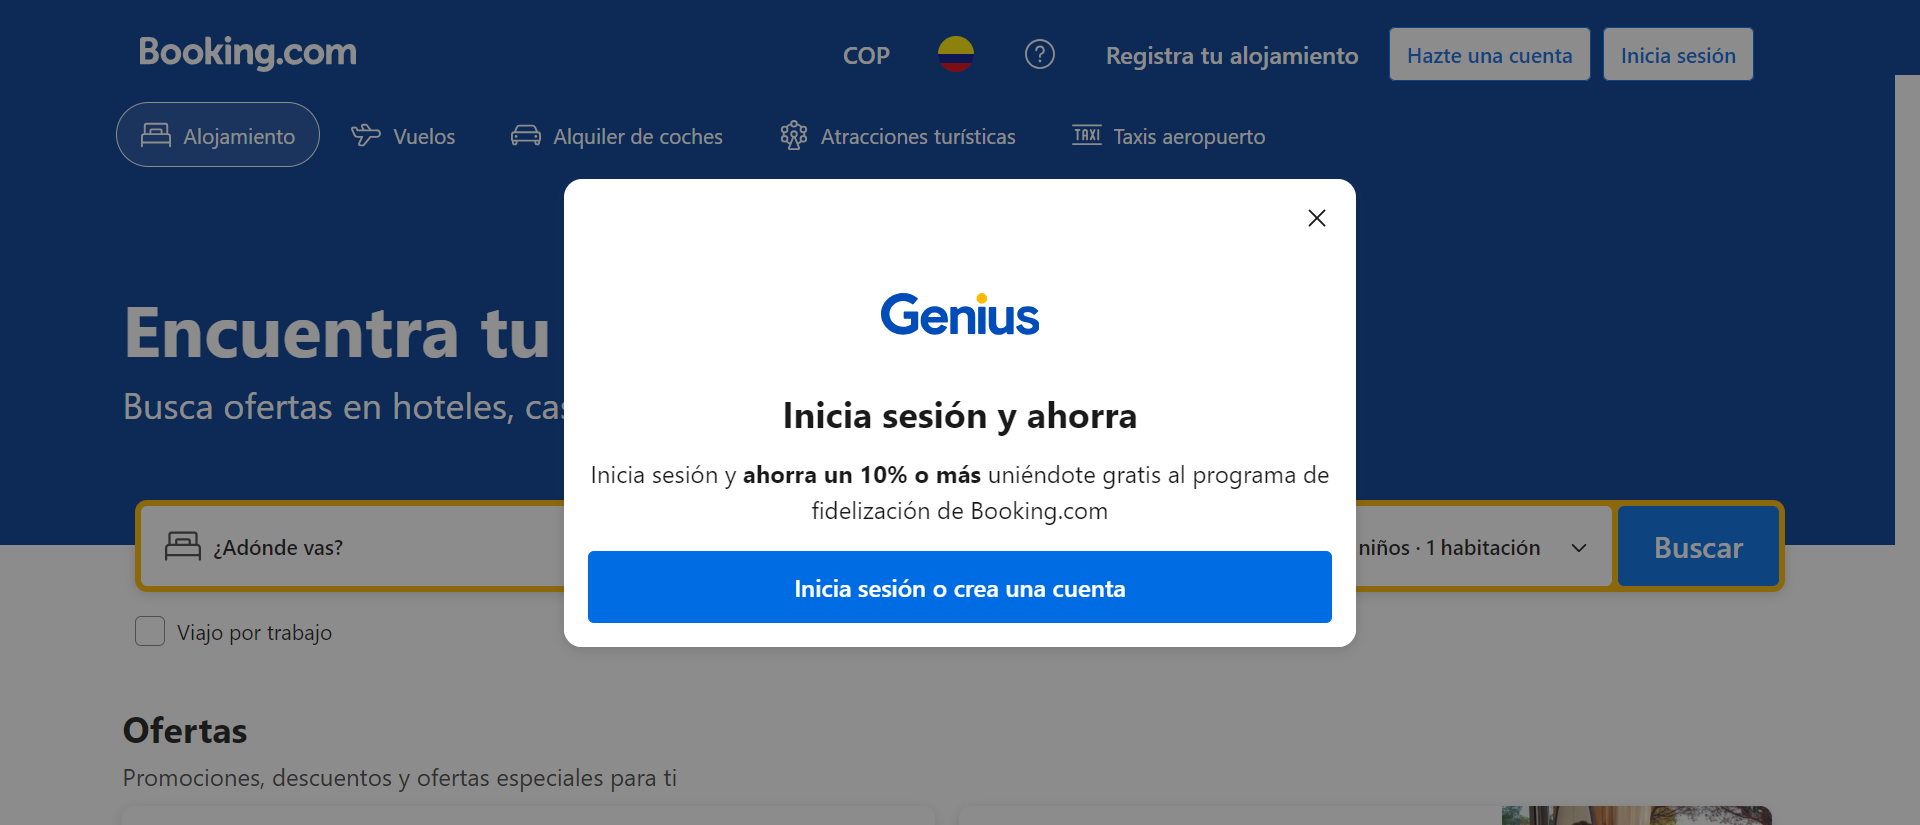 Booking.com
COP
Registra tu alojamiento
Hazte una cuenta
Inicia sesión
Alojamiento
Vuelos
Alquiler de coches
Atracciones turísticas
TAXI Taxis aeropuerto
Genius
Inicia sesión y ahorra
Inicia sesión y ahorra un 10% o más uniéndote gratis al programa de
fidelización de Booking.com
Inicia sesión o crea una cuenta
Encuentra tu
Busca ofertas en hoteles,
¿Adónde vas?
niños · 1 habitación
Buscar
Viajo por trabajo
Ofertas
Promociones, descuentos y ofertas especiales para ti